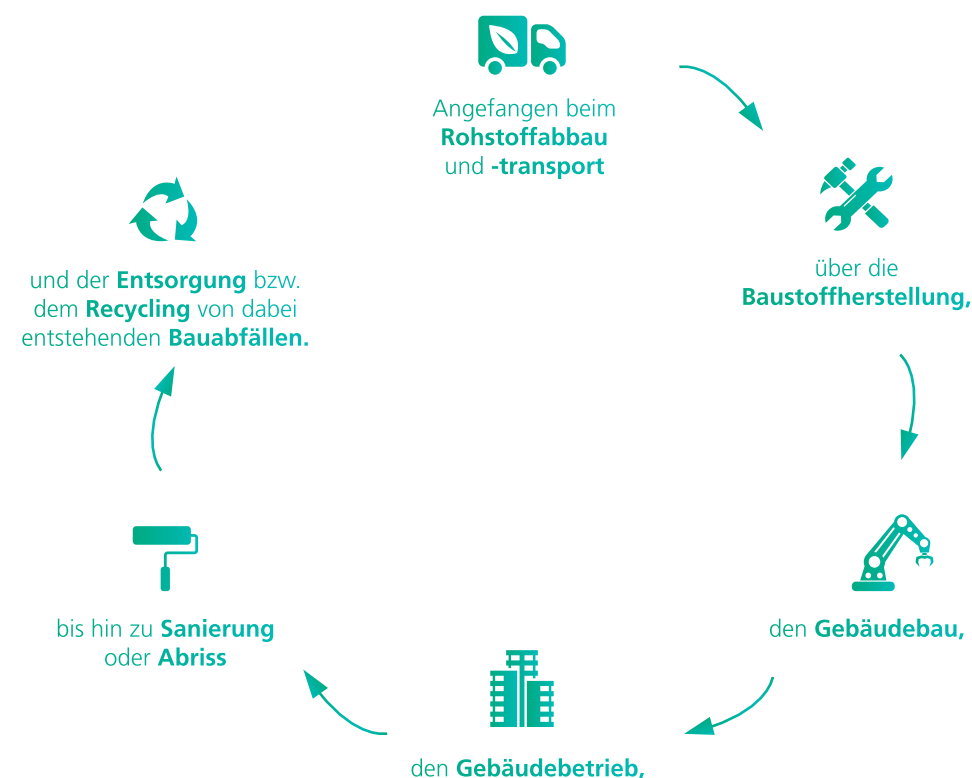 Angefangen beim
Rohstoffabbau
und -transport
über die
Baustoffherstellung,
den Gebäudebau,
den Gebäudebetrieb,
bis hin zu Sanierung
oder Abriss
und der Entsorgung bzw.
dem Recycling von dabei
entstehenden Bauabfällen.